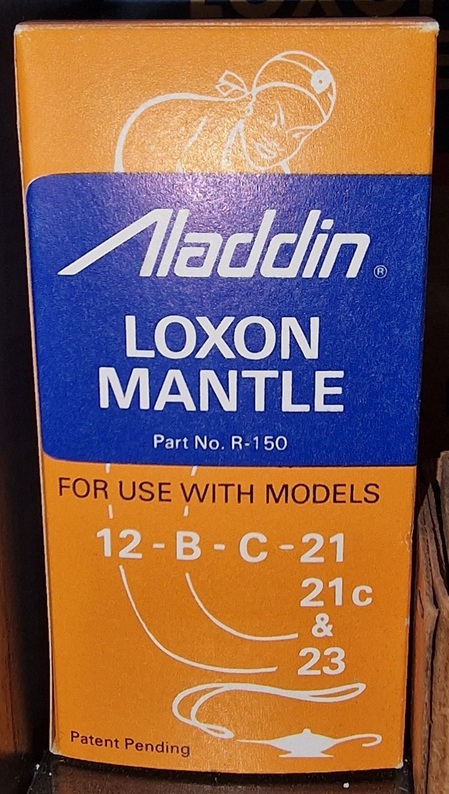 Aladdin®
LOXON
MANTLE
Part No. R-150
FOR USE WITH MODELS
12 - B - C - 21
21c
&
23
Patent Pending